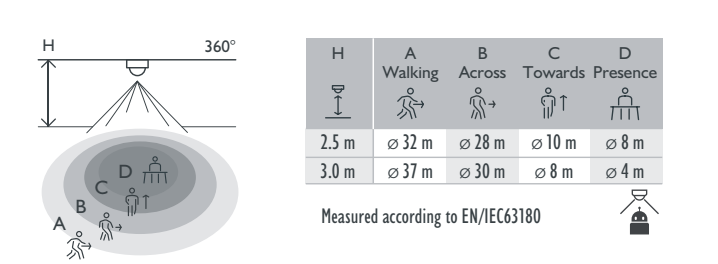 H 360°
D
C
B
A
H A B C D
Walking Across Towards Presence
2.5 m ⌀ 32 m ⌀ 28 m ⌀ 10 m ⌀ 8 m
3.0 m ⌀ 37 m ⌀ 30 m ⌀ 8 m ⌀ 4 m
Measured according to EN/IEC63180